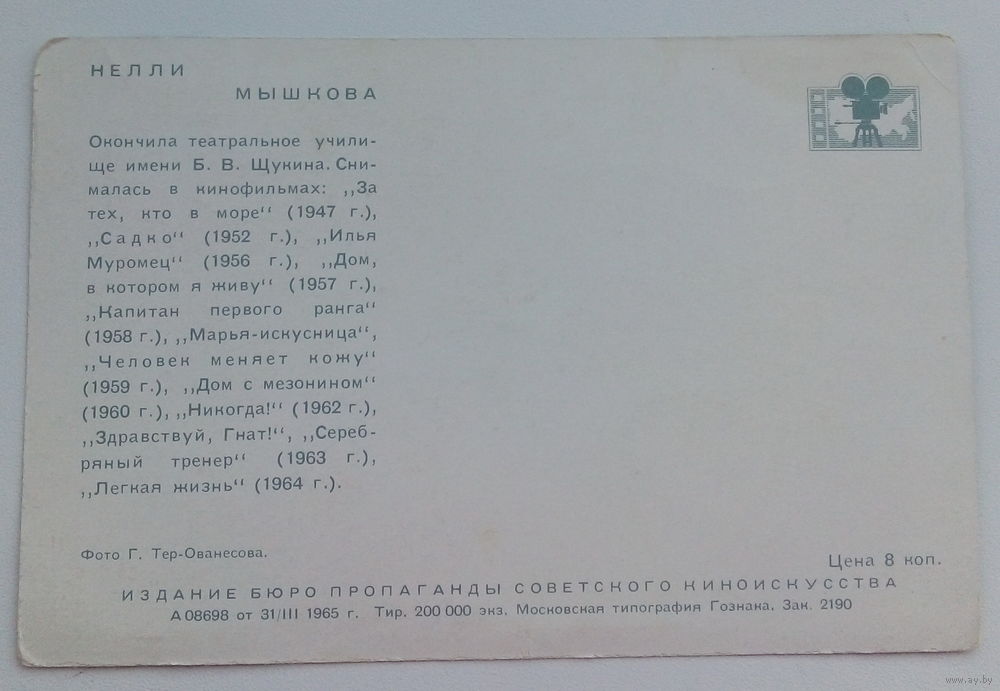 НЕЛЛИ
МЫШКОВА
Окончила театральное учили-
ще имени Б. В. Щукина. Сни-
малась в кинофильмах: ,,За
тех, кто в море“ (1947 г.),
,,Садко“ (1952 г.), ,,Илья
Муромец“ (1956 г.), ,,Дом,
в котором я живу“ (1957 г.),
,,Капитан первого ранга“
(1958 г.), ,,Марья-искусница“,
,,Человек меняет кожу“
(1959 г.), ,,Дом с мезонином“
(1960 г.), ,,Никогда!“ (1962 г.),
,,Здравствуй, Гнат!“, ,,Сереб-
ряный тренер“ (1963 г.),
,,Легкая жизнь“ (1964 г.).
Фото Г. Тер-Ованесова.
Цена 8 коп.
ИЗДАНИЕ БЮРО ПРОПАГАНДЫ СОВЕТСКОГО КИНОИСКУССТВА
А 08698 от 31/III 1965 г. Тир. 200 000 экз. Московская типография Гознака. Зак. 2190
www.ay.by